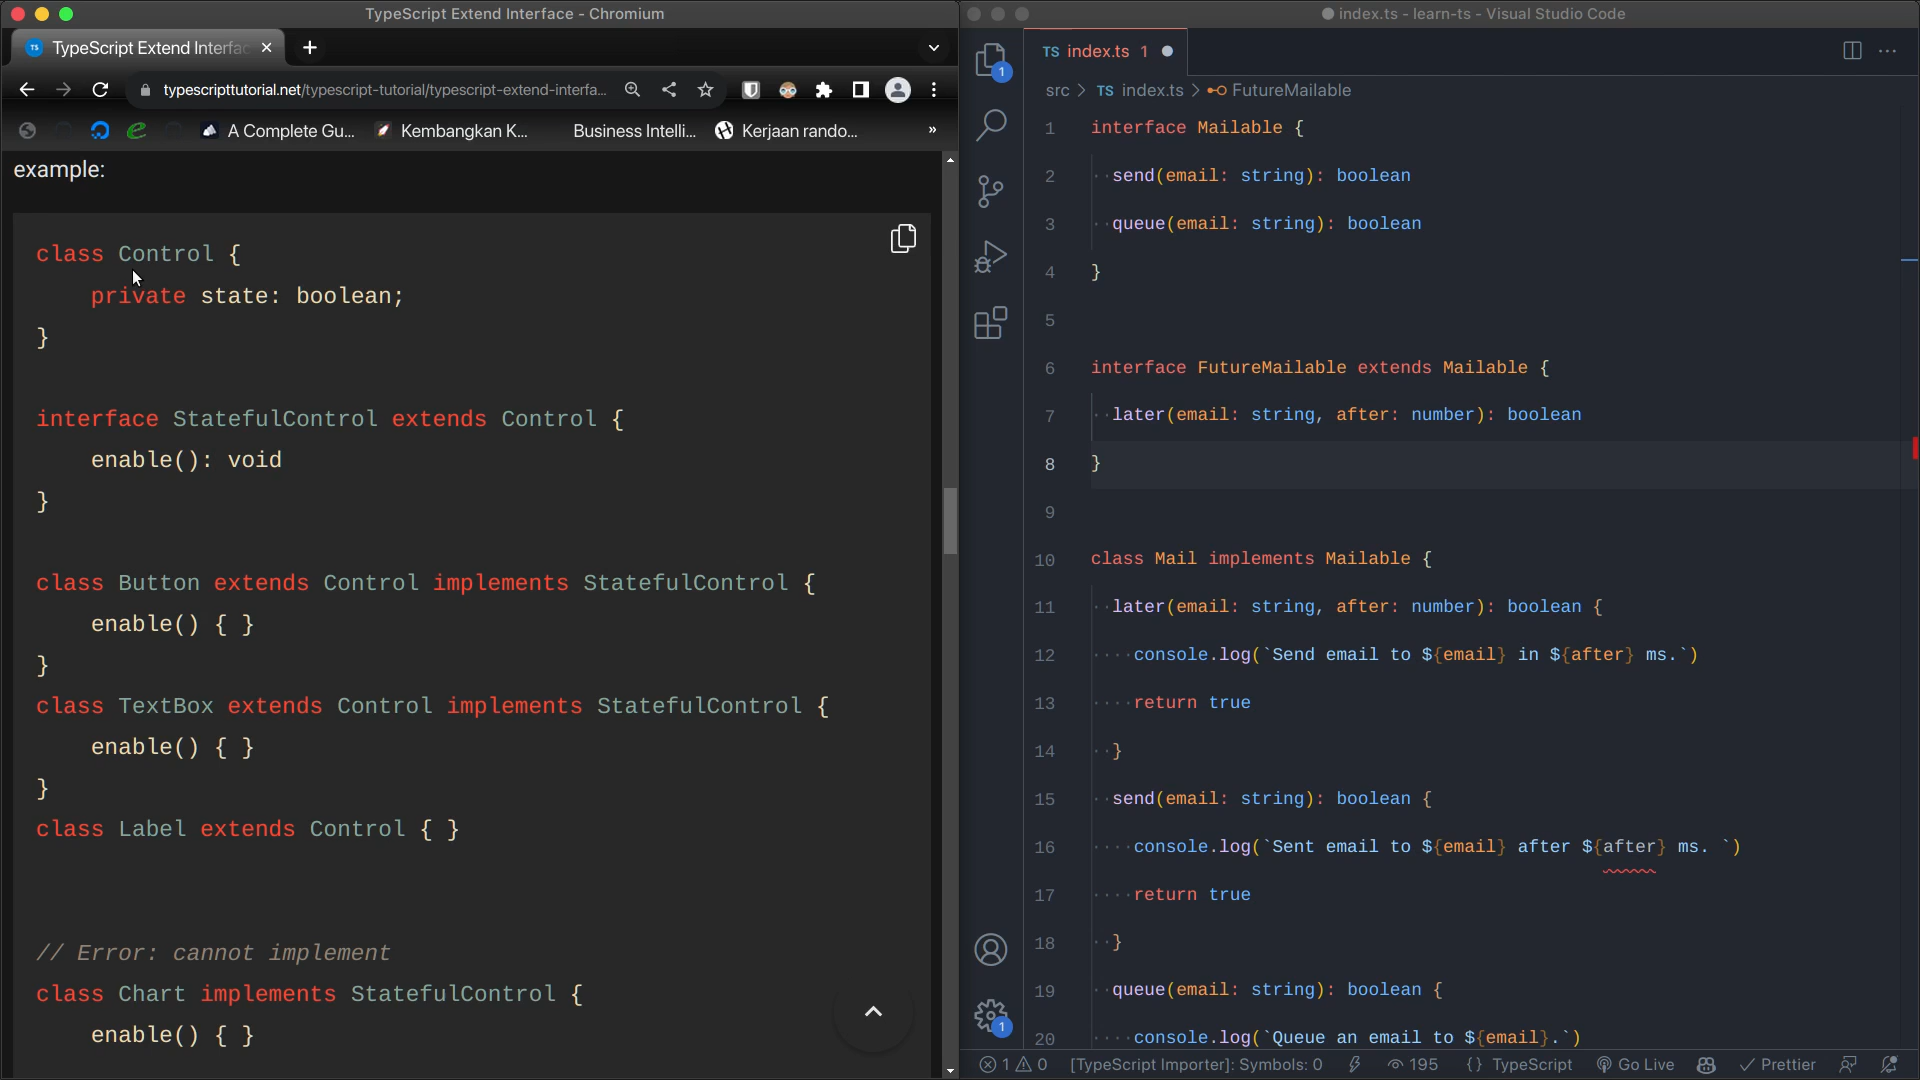 TypeScript Extend Interface - Chromium
TypeScript Extend Interfac
typescripttutorial.net/typescript-tutorial/typescript-extend-interfa...
A Complete Gu...
Kembangkan K...
Business Intelli...
Kerjaan rando...
»
example:
class Control {
    private state: boolean;
}
interface StatefulControl extends Control {
    enable(): void
}
class Button extends Control implements StatefulControl {
    enable() { }
}
class TextBox extends Control implements StatefulControl {
    enable() { }
}
class Label extends Control { }
// Error: cannot implement
class Chart implements StatefulControl {
    enable() { }
index.ts - learn-ts - Visual Studio Code
TS index.ts 1
src > TS index.ts > FutureMailable
1
1 interface Mailable {
2 send(email: string): boolean
3 queue(email: string): boolean
4 }
5
6 interface FutureMailable extends Mailable {
7 later(email: string, after: number): boolean
8 }
9
10 class Mail implements Mailable {
11 later(email: string, after: number): boolean {
12 console.log(`Send email to ${email} in ${after} ms.`)
13 return true
14 }
15 send(email: string): boolean {
16 console.log(`Sent email to ${email} after ${after} ms. `)
17 return true
18 }
19 queue(email: string): boolean {
20 console.log(`Queue an email to ${email}.`)
1
1 0 [TypeScript Importer]: Symbols: 0 195 {} TypeScript Go Live Prettier